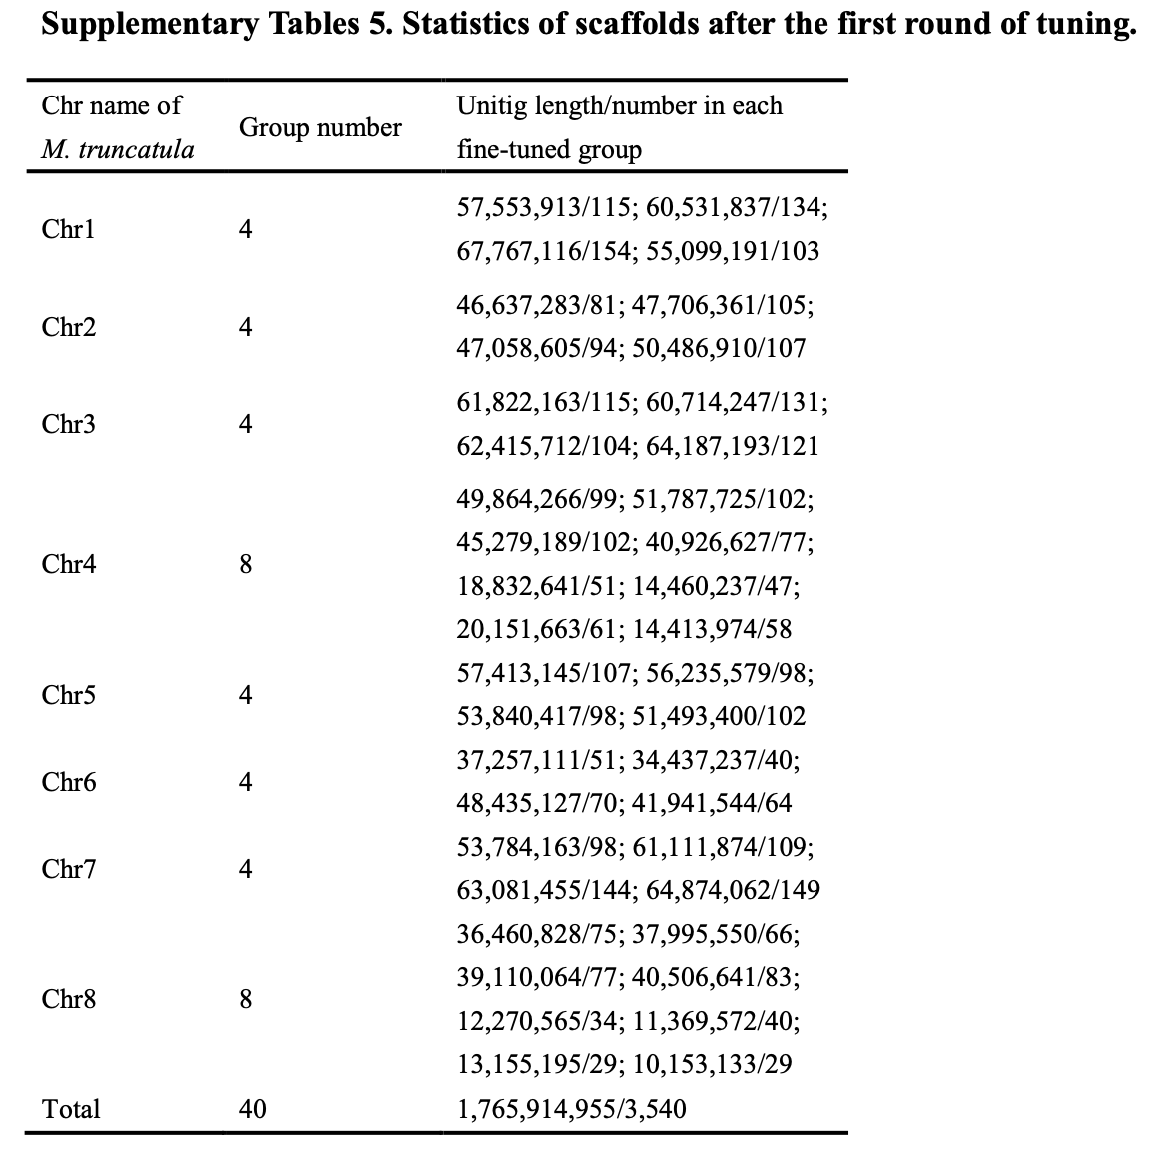 Supplementary Tables 5. Statistics of scaffolds after the first round of tuning.
Chr name of
M. truncatula
Group number
Unitig length/number in each
fine-tuned group
Chr1
4
57,553,913/115; 60,531,837/134;
67,767,116/154; 55,099,191/103
Chr2
4
46,637,283/81; 47,706,361/105;
47,058,605/94; 50,486,910/107
Chr3
4
61,822,163/115; 60,714,247/131;
62,415,712/104; 64,187,193/121
Chr4
8
49,864,266/99; 51,787,725/102;
45,279,189/102; 40,926,627/77;
18,832,641/51; 14,460,237/47;
20,151,663/61; 14,413,974/58
Chr5
4
57,413,145/107; 56,235,579/98;
53,840,417/98; 51,493,400/102
Chr6
4
37,257,111/51; 34,437,237/40;
48,435,127/70; 41,941,544/64
Chr7
4
53,784,163/98; 61,111,874/109;
63,081,455/144; 64,874,062/149
Chr8
8
36,460,828/75; 37,995,550/66;
39,110,064/77; 40,506,641/83;
12,270,565/34; 11,369,572/40;
13,155,195/29; 10,153,133/29
Total
40
1,765,914,955/3,540